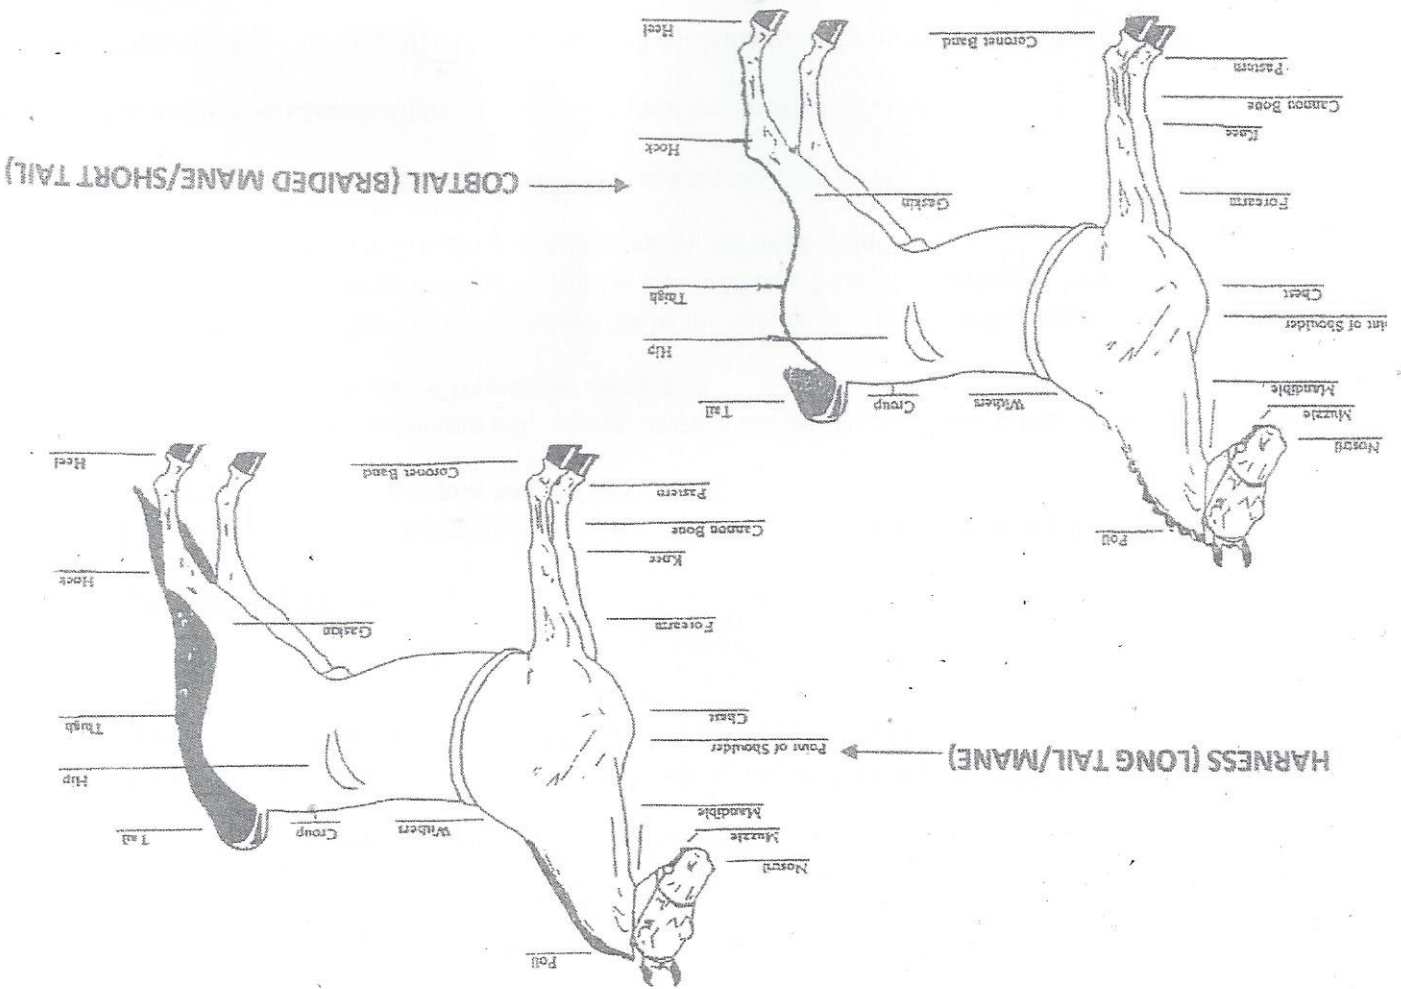 Poll
Nostril
Muzzle
Mandible
Withers
Croup
Tail
HARNESS (LONG TAIL/MANE)
Point of Shoulder
Hip
Chest
Thigh
Forearm
Gaskin
Knee
Hock
Cannon Bone
Pastern
Coronet Band
Heel
Poll
Nostril
Muzzle
Mandible
Withers
Croup
Tail
int of Shoulder
Hip
Chest
Thigh
Forearm
Gaskin
COBTAIL (BRAIDED MANE/SHORT TAIL)
Knee
Hock
Cannon Bone
Pastern
Coronet Band
Heel